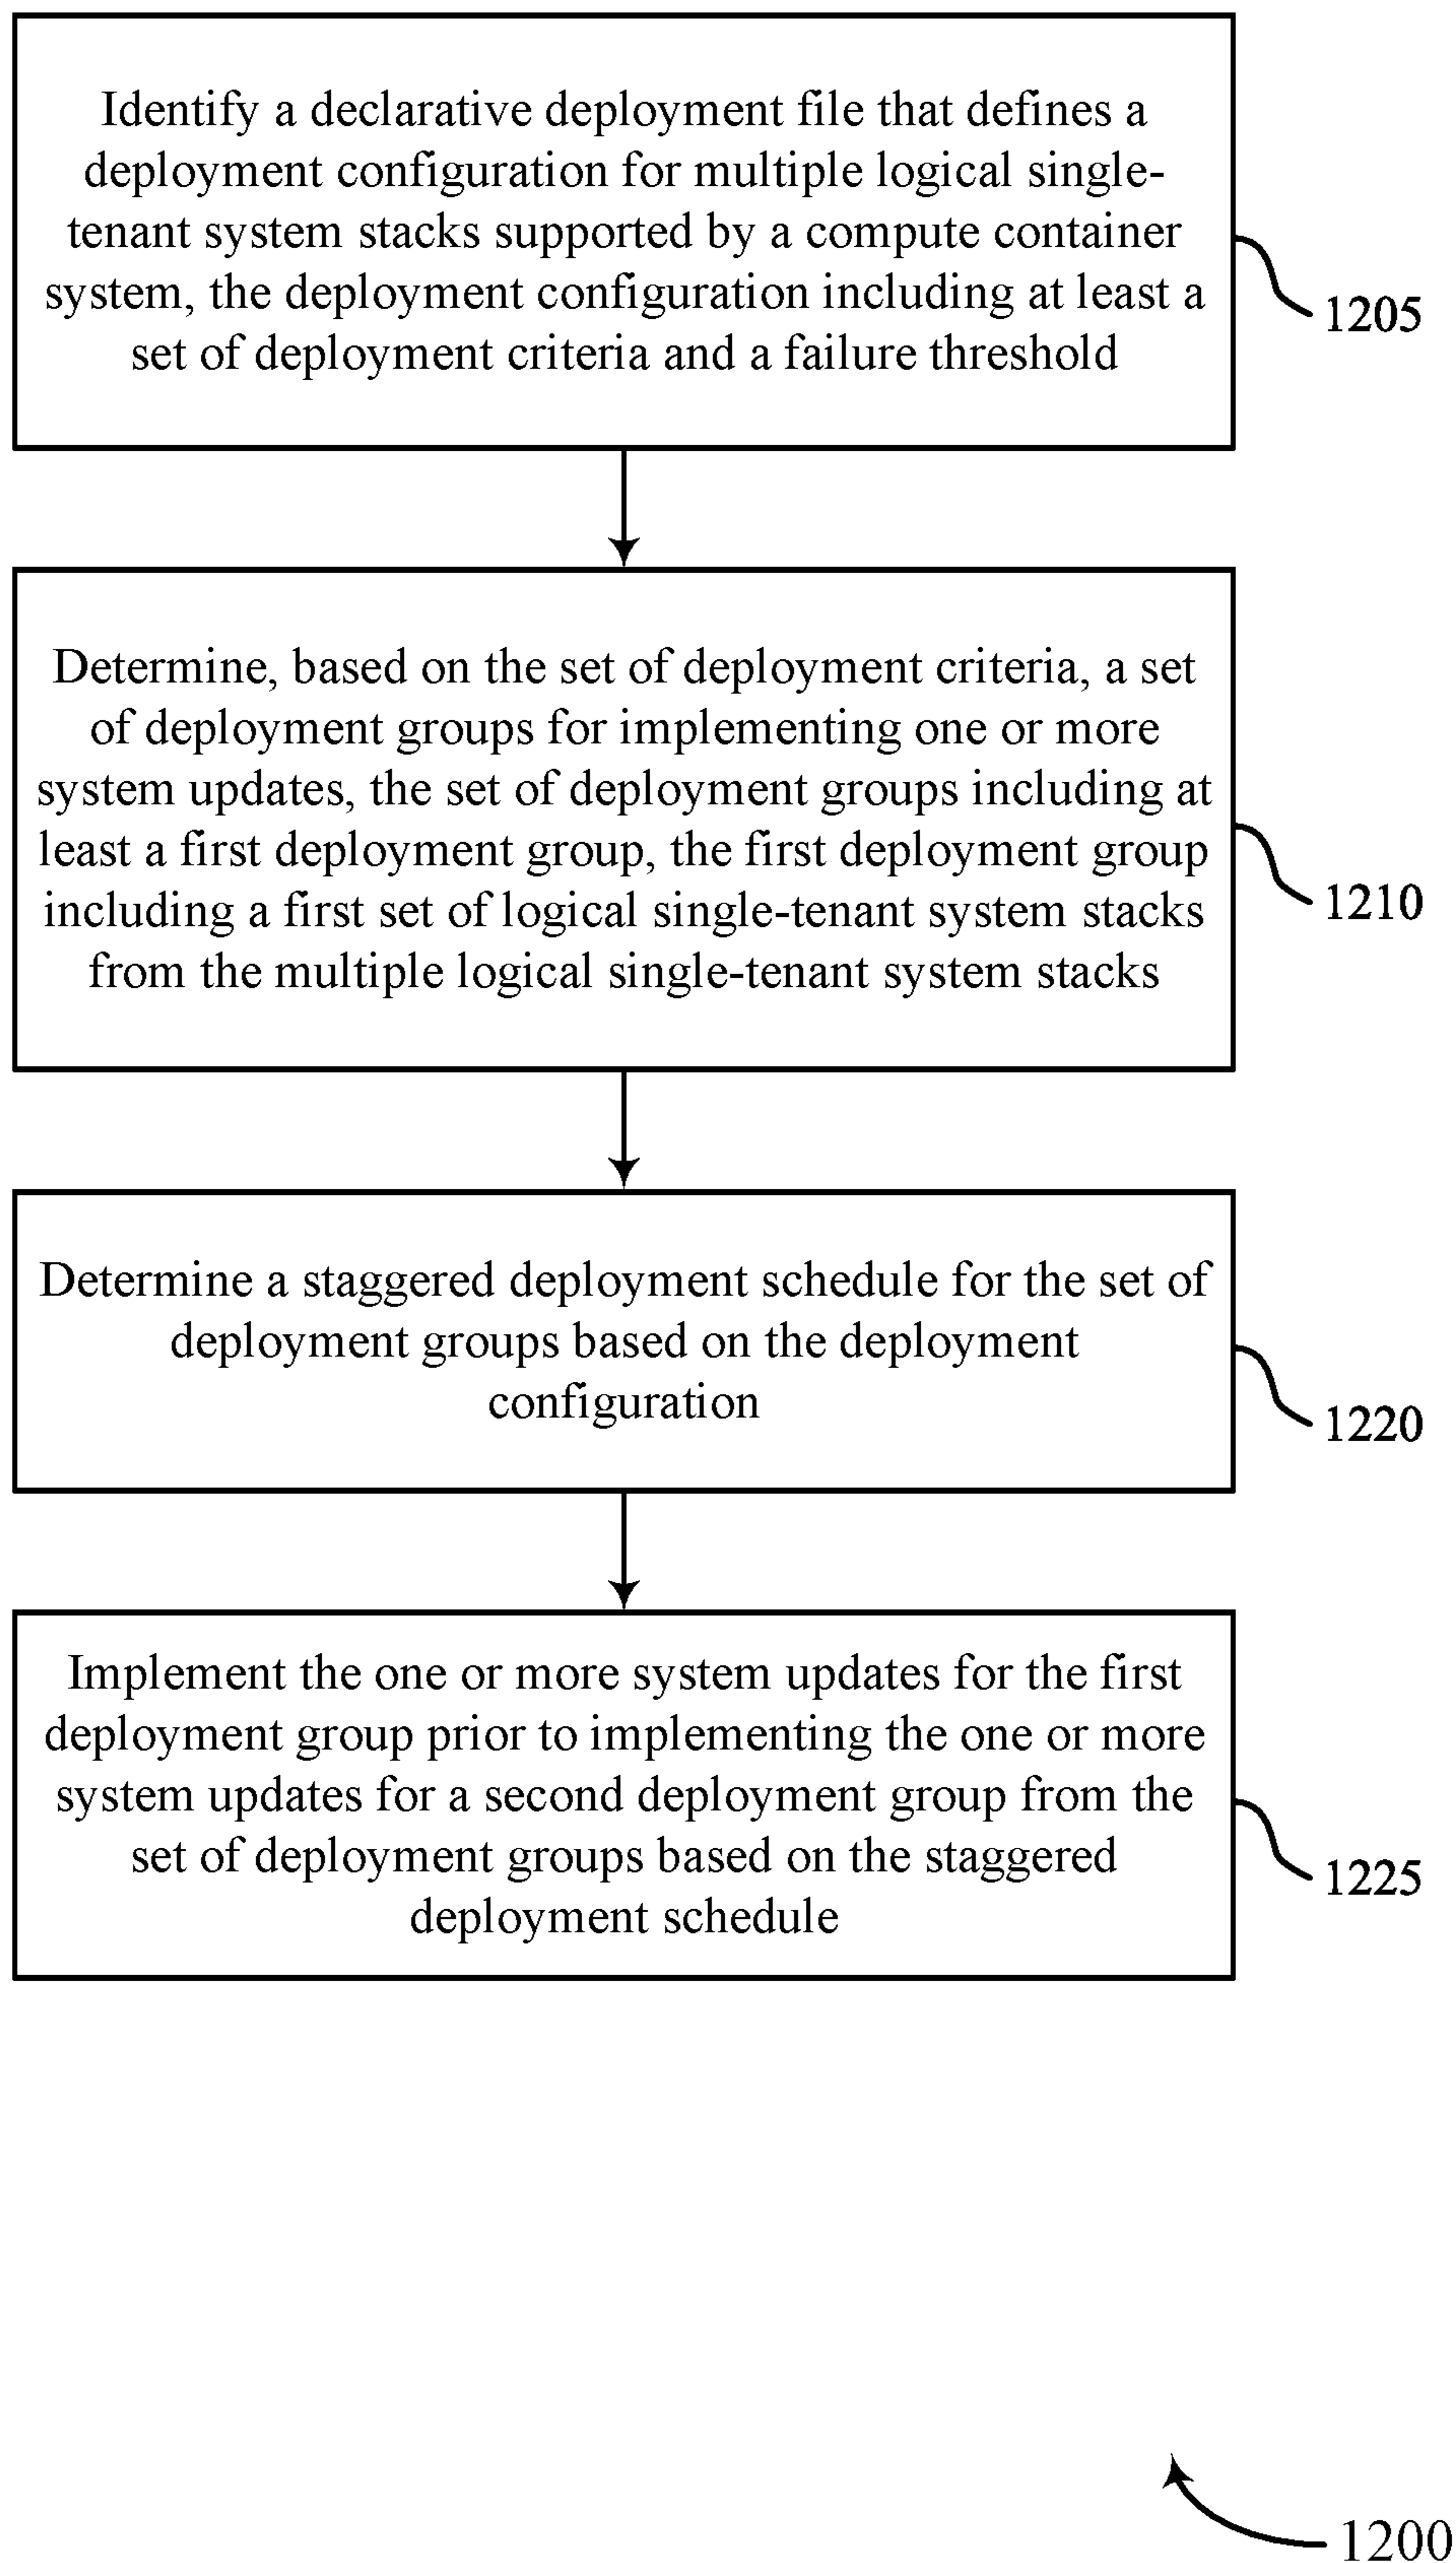 Identify a declarative deployment file that defines a
deployment configuration for multiple logical single-
tenant system stacks supported by a compute container
system, the deployment configuration including at least a
set of deployment criteria and a failure threshold
1205
Determine, based on the set of deployment criteria, a set
of deployment groups for implementing one or more
system updates, the set of deployment groups including at
least a first deployment group, the first deployment group
including a first set of logical single-tenant system stacks
from the multiple logical single-tenant system stacks
1210
Determine a staggered deployment schedule for the set of
deployment groups based on the deployment
configuration
1220
Implement the one or more system updates for the first
deployment group prior to implementing the one or more
system updates for a second deployment group from the
set of deployment groups based on the staggered
deployment schedule
1225
1200